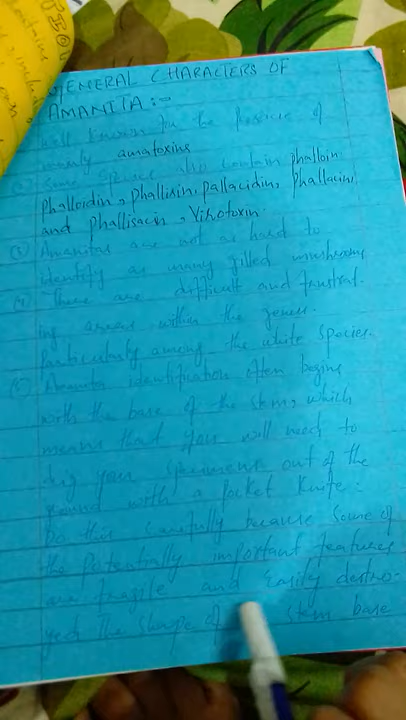 GENERAL CHARACTERS OF
AMANITA :-
well known for the presence of
mainly amatoxins
② Some species also contain phalloin
Phalloidin, Phallisin, pallacidin, Phallacin
and Phallisacin, Virotoxin.
③ Amanitas are not as hard to
identify as many gilled mushrooms
④ There are difficult and frustrat-
ing areas within the genus.
Particularly among the white species.
⑤ Amanita identification often begins
with the base of the stem, which
means that you will need to
dig your specimens out of the
ground with a pocket knife:
Do this carefully because some of
the potentially important features
are fragile and easily destro-
yed the shape of stem base